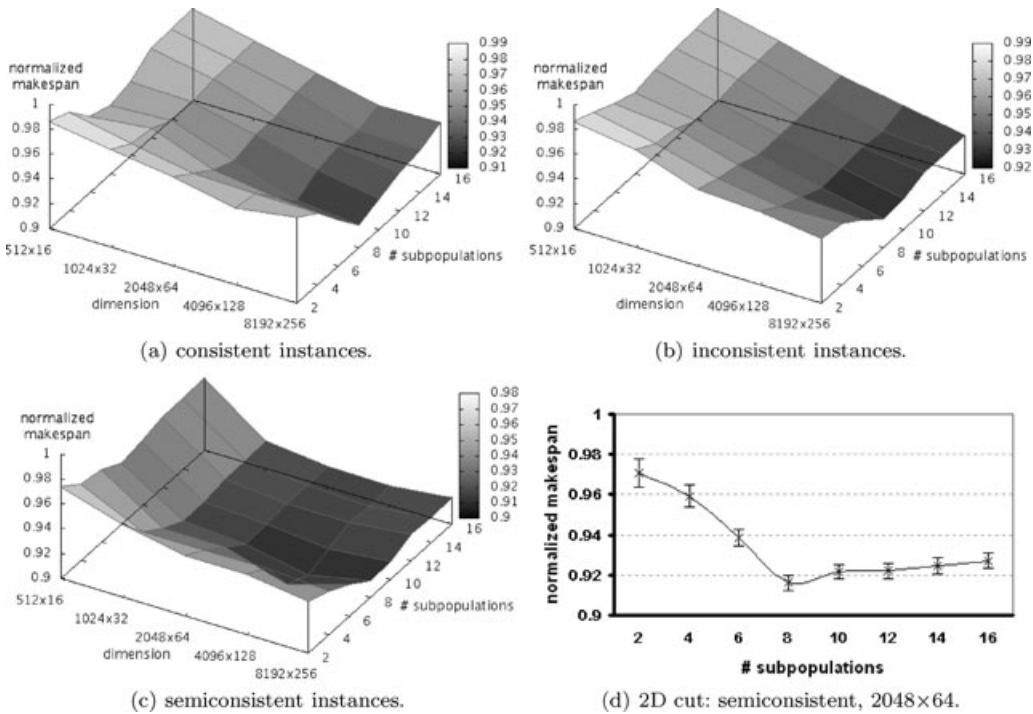 normalized
makespan
1
0.98
0.96
0.94
0.92
0.9
512x16
1024x32
2048x64
dimension
4096x128
8192x256
2
4
6
8
10
12
14
16
# subpopulations
0.99
0.98
0.97
0.96
0.95
0.94
0.93
0.92
0.91
(a) consistent instances.
normalized
makespan
1
0.98
0.96
0.94
0.92
0.9
512x16
1024x32
2048x64
dimension
4096x128
8192x256
2
4
6
8
10
12
14
16
# subpopulations
0.99
0.98
0.97
0.96
0.95
0.94
0.93
0.92
(b) inconsistent instances.
normalized
makespan
1
0.98
0.96
0.94
0.92
0.9
512x16
1024x32
2048x64
dimension
4096x128
8192x256
2
4
6
8
10
12
14
16
# subpopulations
0.98
0.97
0.96
0.95
0.94
0.93
0.92
0.91
0.9
(c) semiconsistent instances.
normalized makespan
1
0.98
0.96
0.94
0.92
0.9
2 4 6 8 10 12 14 16
# subpopulations
(d) 2D cut: semiconsistent, 2048×64.